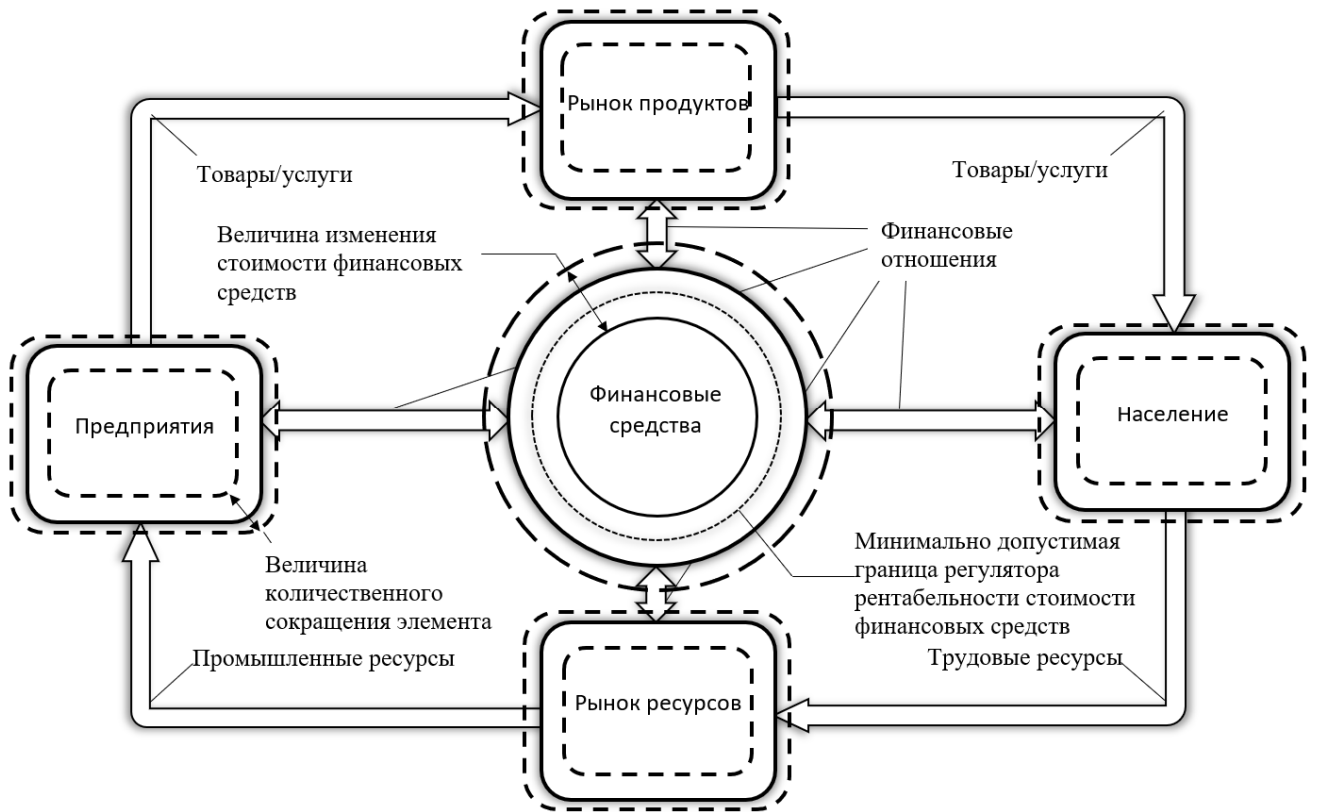 Рынок продуктов
Товары/услуги
Товары/услуги
Величина изменения
стоимости финансовых
средств
Финансовые
отношения
Предприятия
Финансовые
средства
Население
Величина
количественного
сокращения элемента
Минимально допустимая
граница регулятора
рентабельности стоимости
финансовых средств
Промышленные ресурсы
Трудовые ресурсы
Рынок ресурсов